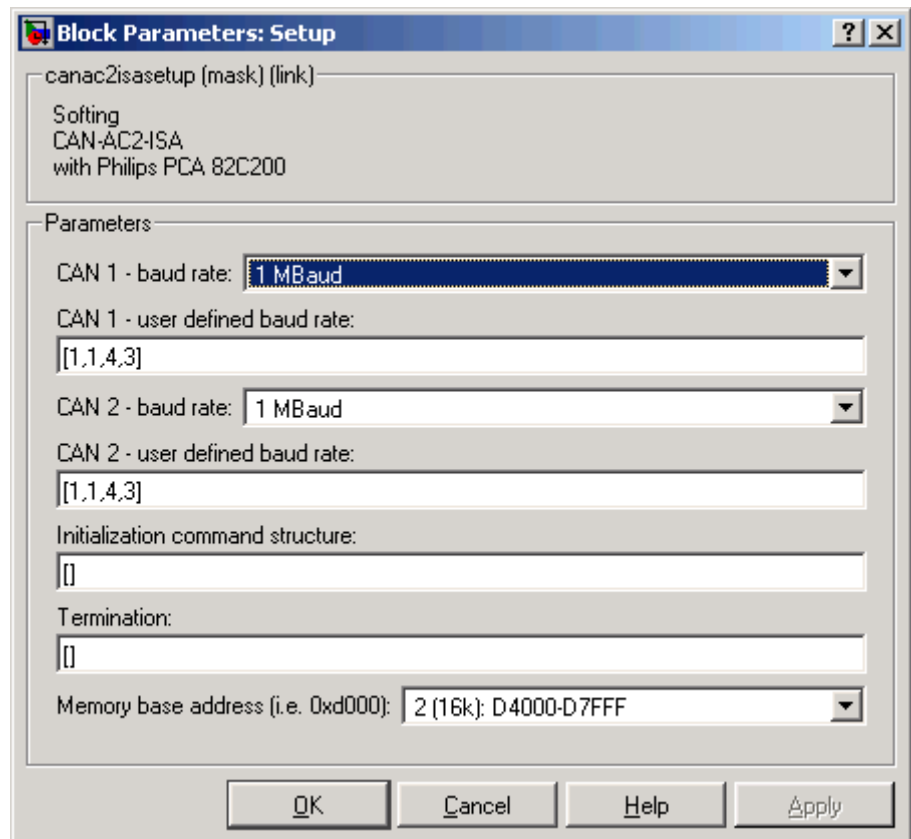 Block Parameters: Setup
canac2isasetup (mask) (link)
Softing
CAN-AC2-ISA
with Philips PCA 82C200
Parameters
CAN 1 - baud rate: 1 MBaud
CAN 1 - user defined baud rate:
[1,1,4,3]
CAN 2 - baud rate: 1 MBaud
CAN 2 - user defined baud rate:
[1,1,4,3]
Initialization command structure:
[]
Termination:
[]
Memory base address (i.e. 0xd000): 2 (16k): D4000-D7FFF
OK Cancel Help Apply